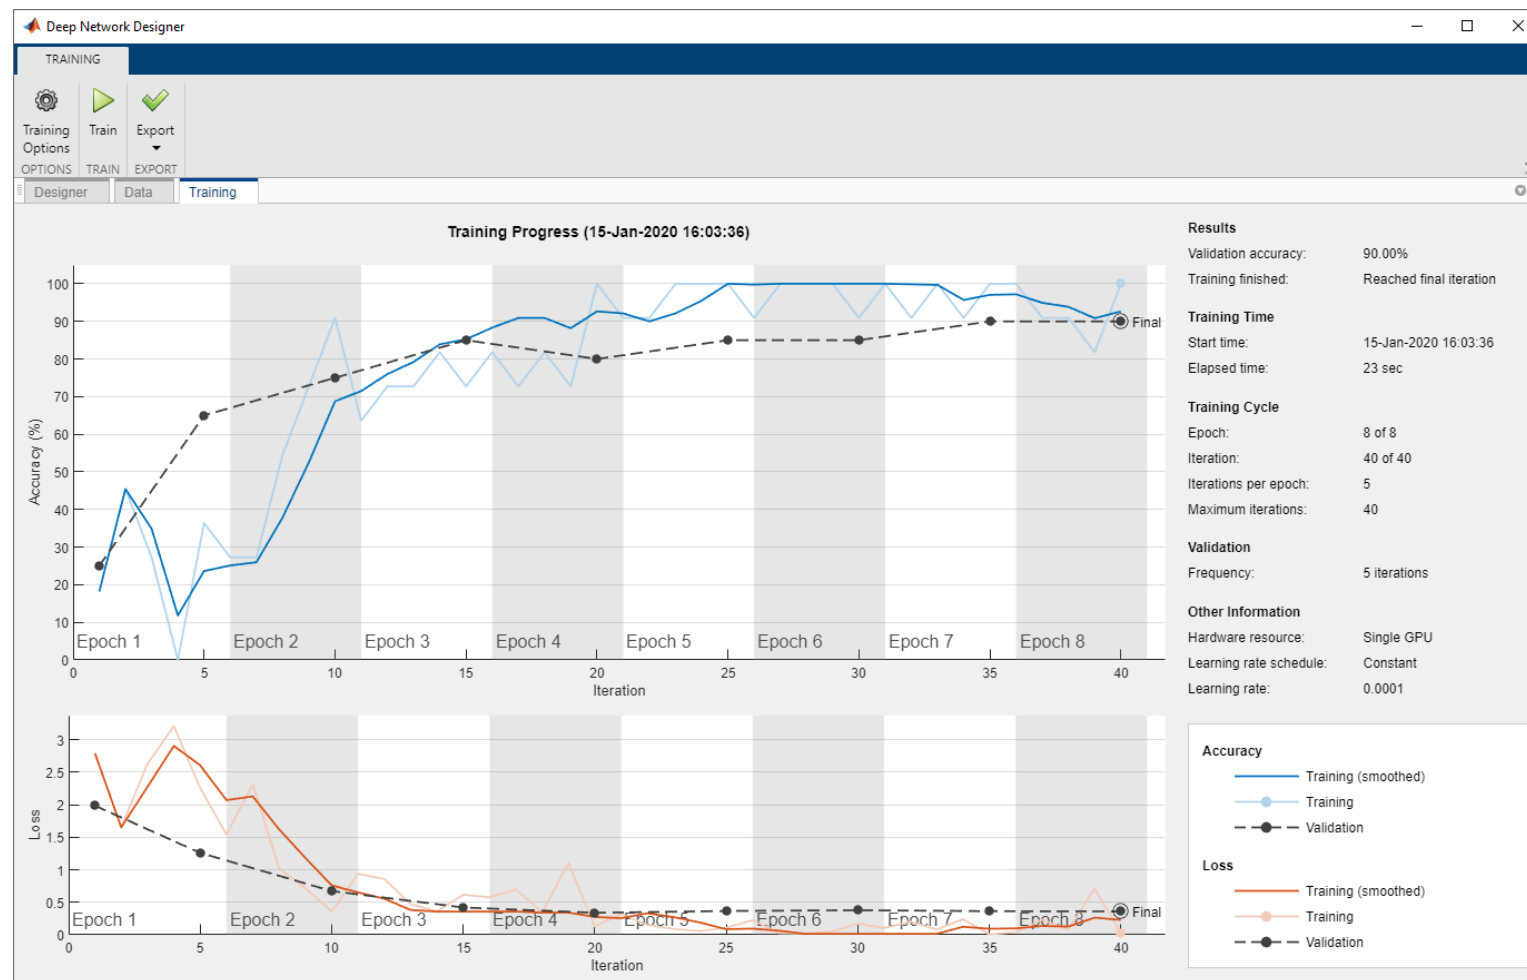 Deep Network Designer
TRAINING
Training Options
Train
Export
OPTIONS
TRAIN
EXPORT
Designer
Data
Training
Training Progress (15-Jan-2020 16:03:36)
Accuracy (%)
100
90
80
70
60
50
40
30
20
10
0
Final
Epoch 1
Epoch 2
Epoch 3
Epoch 4
Epoch 5
Epoch 6
Epoch 7
Epoch 8
0 5 10 15 20 25 30 35 40
Iteration
Loss
3
2.5
2
1.5
1
0.5
0
Final
Epoch 1
Epoch 2
Epoch 3
Epoch 4
Epoch 5
Epoch 6
Epoch 7
Epoch 8
0 5 10 15 20 25 30 35 40
Iteration
Results
Validation accuracy: 90.00%
Training finished: Reached final iteration
Training Time
Start time: 15-Jan-2020 16:03:36
Elapsed time: 23 sec
Training Cycle
Epoch: 8 of 8
Iteration: 40 of 40
Iterations per epoch: 5
Maximum iterations: 40
Validation
Frequency: 5 iterations
Other Information
Hardware resource: Single GPU
Learning rate schedule: Constant
Learning rate: 0.0001
Accuracy
Training (smoothed)
Training
Validation
Loss
Training (smoothed)
Training
Validation